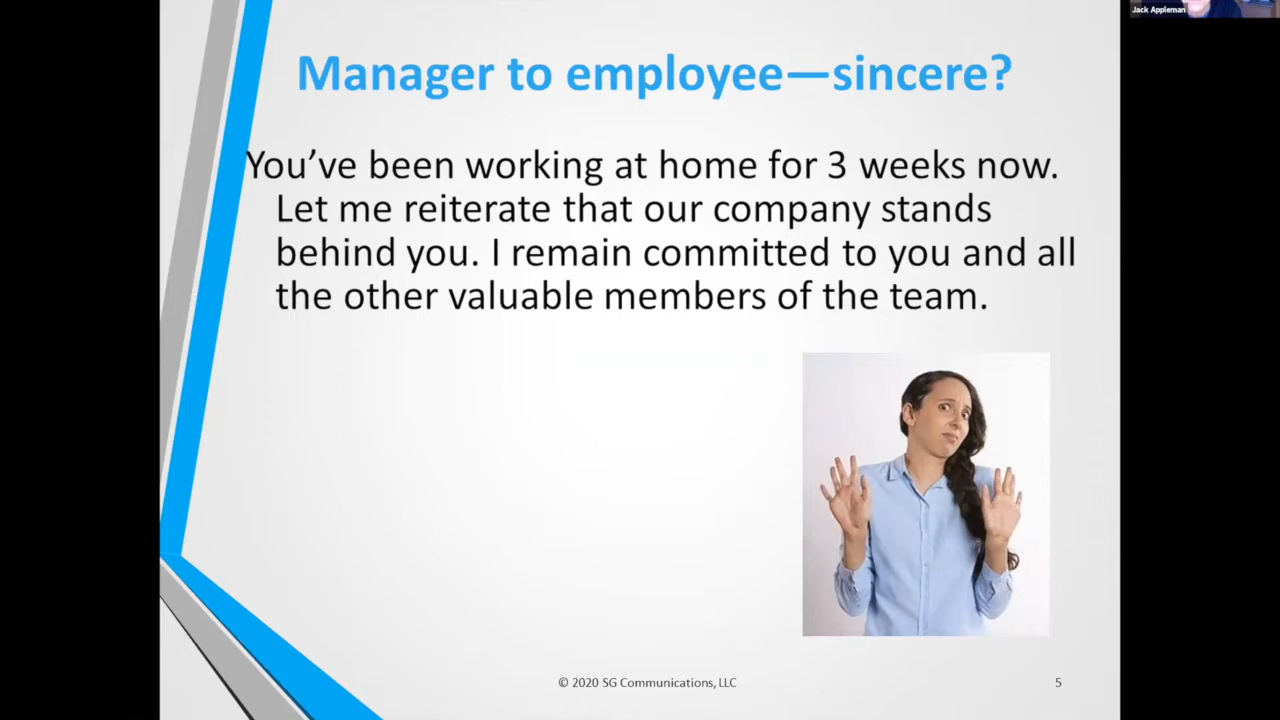 Jack Appleman
Manager to employee—sincere?
You’ve been working at home for 3 weeks now.
Let me reiterate that our company stands
behind you. I remain committed to you and all
the other valuable members of the team.
© 2020 SG Communications, LLC
5